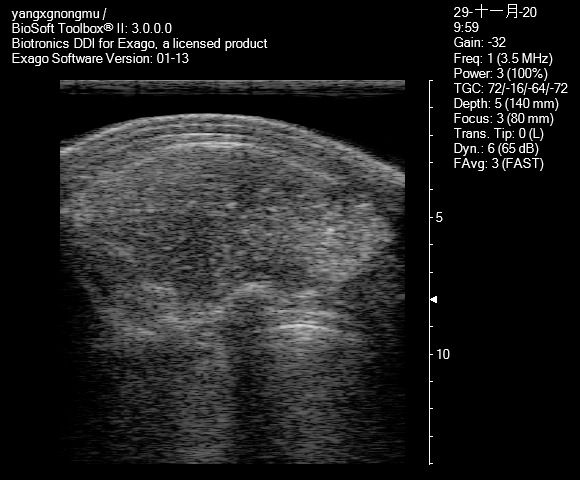 yangxgnongmu /
BioSoft Toolbox® II: 3.0.0.0
Biotronics DDI for Exago, a licensed product
Exago Software Version: 01-13
29-十一月-20
9:59
Gain: -32
Freq: 1 (3.5 MHz)
Power: 3 (100%)
TGC: 72/-16/-64/-72
Depth: 5 (140 mm)
Focus: 3 (80 mm)
Trans. Tip: 0 (L)
Dyn.: 6 (65 dB)
FAvg: 3 (FAST)
5
10